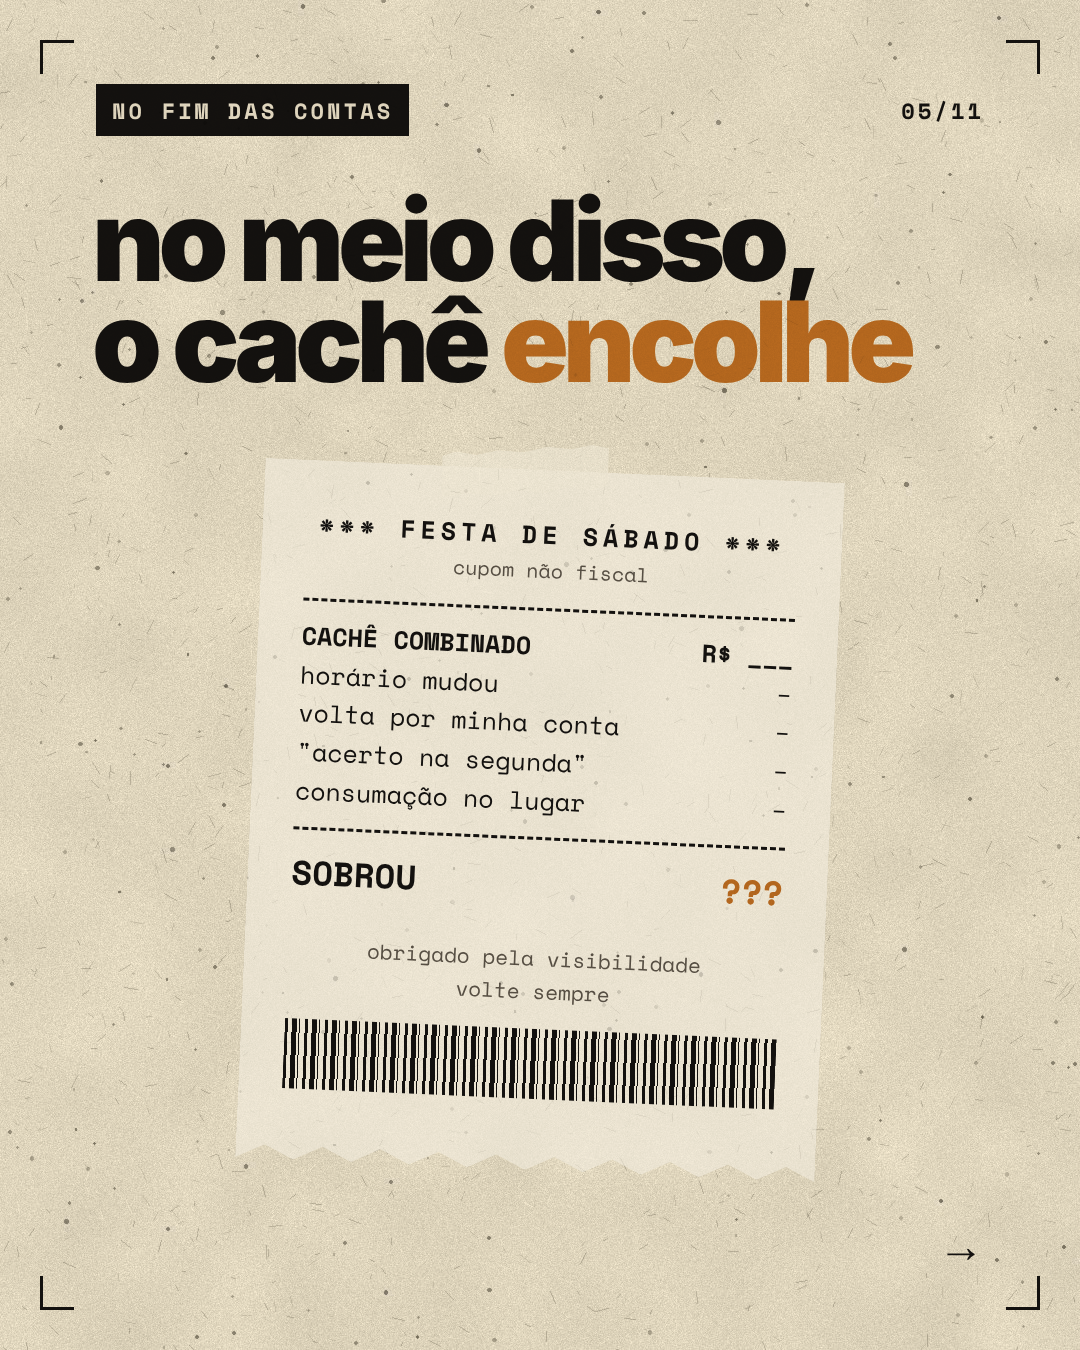 NO FIM DAS CONTAS
05/11
no meio disso,
o cachê encolhe
*** FESTA DE SÁBADO ***
cupom não fiscal
CACHÊ COMBINADO R$ ___
horário mudou –
volta por minha conta –
"acerto na segunda" –
consumação no lugar –
SOBROU ???
obrigado pela visibilidade
volte sempre
→